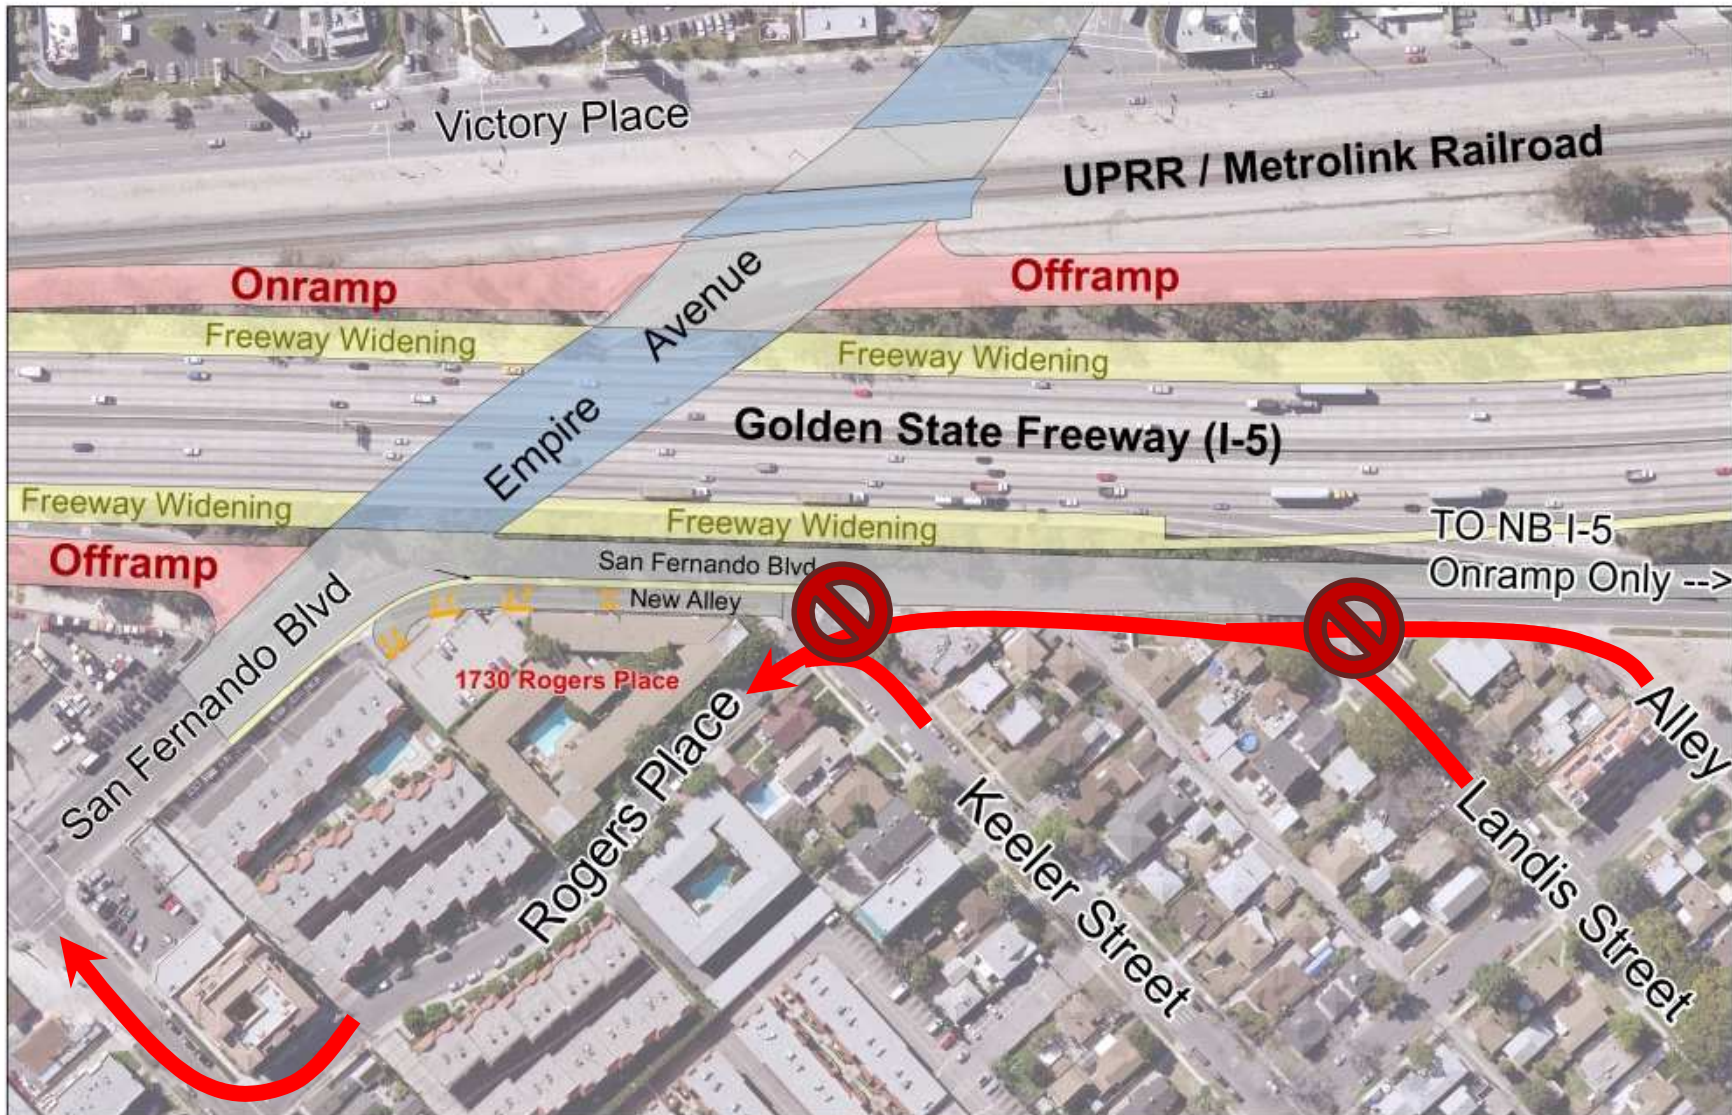 Victory Place
UPRR / Metrolink Railroad
Onramp
Avenue
Offramp
Freeway Widening
Freeway Widening
Empire
Golden State Freeway (I-5)
Freeway Widening
Freeway Widening
TO NB I-5
Onramp Only -->
Offramp
San Fernando Blvd
San Fernando Blvd
New Alley
1730 Rogers Place
Rogers Place
Alley
Keeler Street
Landis Street